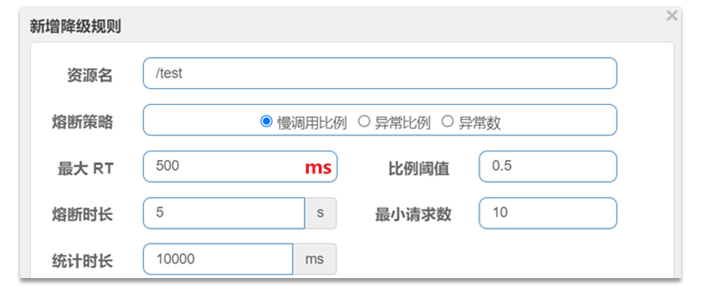 新增降级规则 ×
资源名 /test
熔断策略 慢调用比例 异常比例 异常数
最大 RT 500 ms 比例阈值 0.5
熔断时长 5 s 最小请求数 10
统计时长 10000 ms